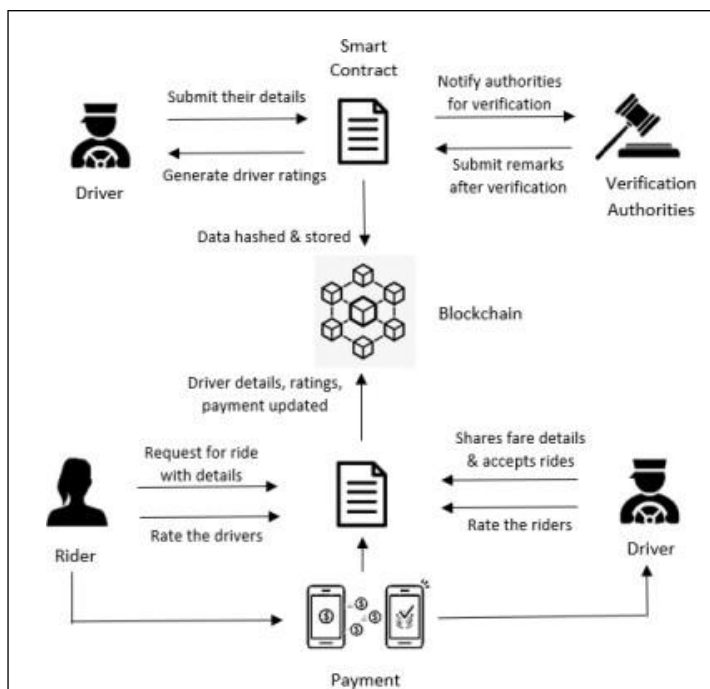 Smart
Contract
Submit their details
Notify authorities
for verification
Generate driver ratings
Submit remarks
after verification
Driver
Verification
Authorities
Data hashed & stored
Blockchain
Driver details, ratings,
payment updated
Request for ride
with details
Shares fare details
& accepts rides
Rate the drivers
Rate the riders
Rider
Driver
Payment